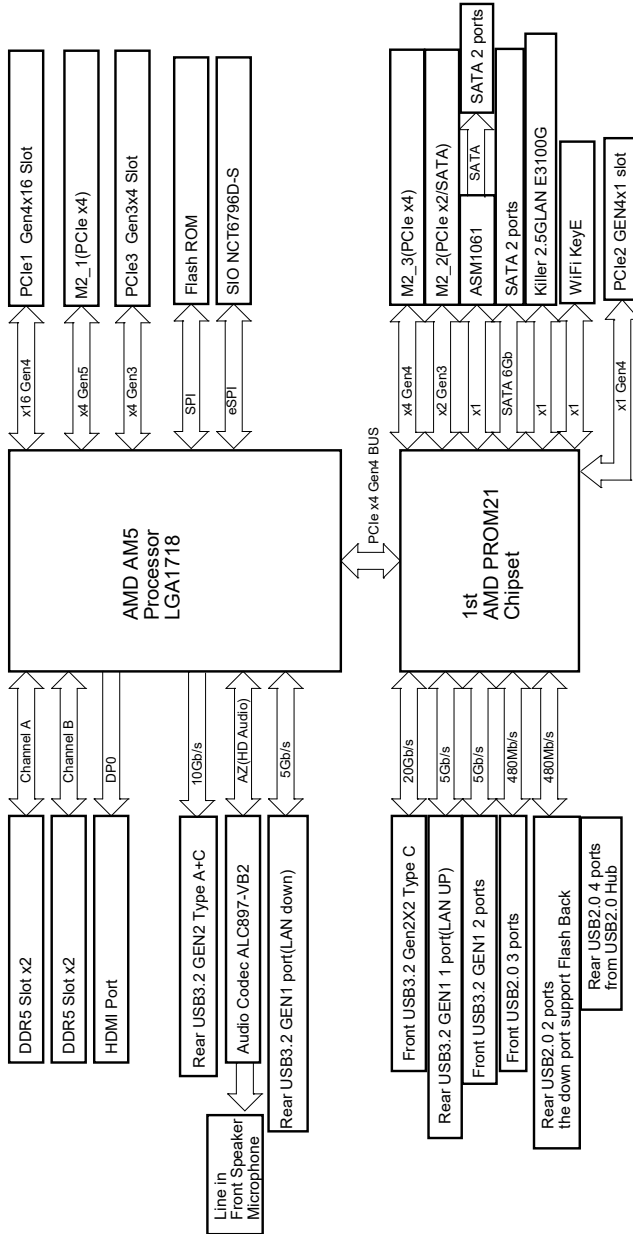 PCIe1 Gen4x16 Slot
M2_1(PCIe x4)
PCIe3 Gen3x4 Slot
Flash ROM
SIO NCT6796D-S
x16 Gen4
x4 Gen5
x4 Gen3
SPI
eSPI
AMD AM5
Processor
LGA1718
Channel A
Channel B
DP0
10Gb/s
AZ(HD Audio)
5Gb/s
DDR5 Slot x2
DDR5 Slot x2
HDMI Port
Rear USB3.2 GEN2 Type A+C
Audio Codec ALC897-VB2
Rear USB3.2 GEN1 port(LAN down)
Line in
Front Speaker
Microphone
PCIe x4 Gen4 BUS
SATA 2 ports
SATA
M2_3(PCIe x4)
M2_2(PCIe x2/SATA)
ASM1061
SATA 2 ports
Killer 2.5GLAN E3100G
WiFi KeyE
PCIe2 GEN4x1 slot
x4 Gen4
x2 Gen3
x1
SATA 6Gb
x1
x1
x1 Gen4
1st
AMD PROM21
Chipset
20Gb/s
5Gb/s
5Gb/s
480Mb/s
480Mb/s
Front USB3.2 Gen2X2 Type C
Rear USB3.2 GEN1 1 port(LAN UP)
Front USB3.2 GEN1 2 ports
Front USB2.0 3 ports
Rear USB2.0 2 ports
the down port support Flash Back
Rear USB2.0 4 ports
from USB2.0 Hub